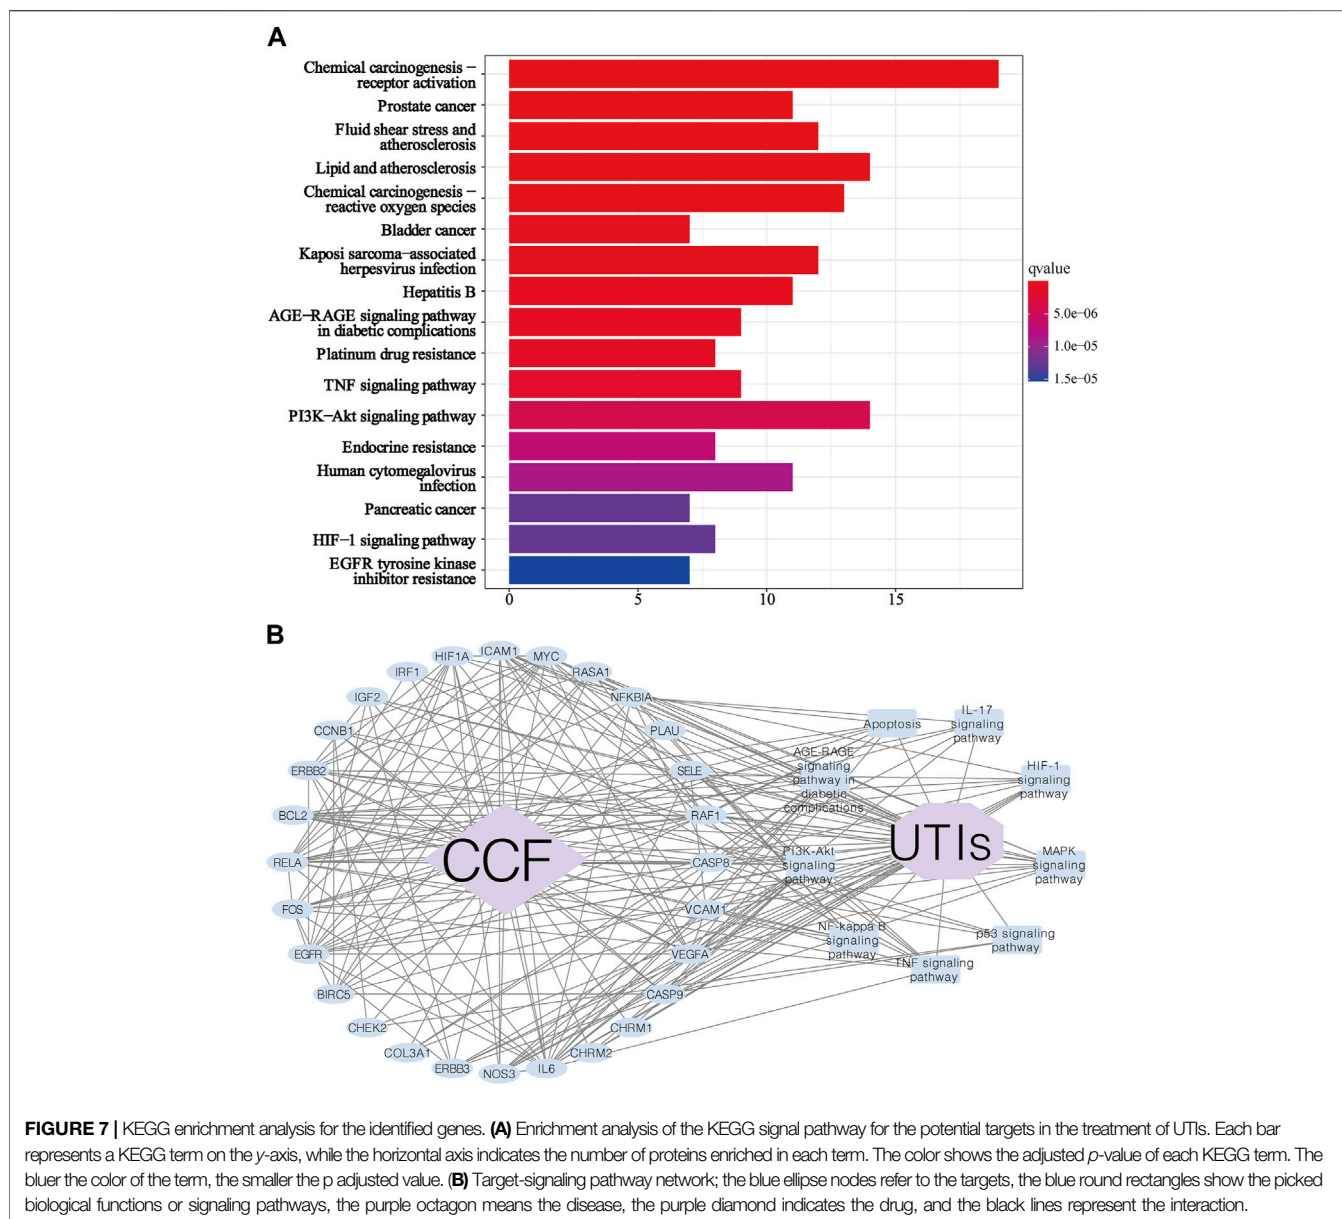 A
Chemical carcinogenesis −
receptor activation
Prostate cancer
Fluid shear stress and
atherosclerosis
Lipid and atherosclerosis
Chemical carcinogenesis −
reactive oxygen species
Bladder cancer
Kaposi sarcoma−associated
herpesvirus infection
Hepatitis B
AGE−RAGE signaling pathway
in diabetic complications
Platinum drug resistance
TNF signaling pathway
PI3K−Akt signaling pathway
Endocrine resistance
Human cytomegalovirus
infection
Pancreatic cancer
HIF−1 signaling pathway
EGFR tyrosine kinase
inhibitor resistance
0 5 10 15
qvalue
5.0e−06
1.0e−05
1.5e−05
B
HIF1A
ICAM1
MYC
IRF1
RASA1
IGF2
NFKBIA
CCNB1
PLAU
ERBB2
SELE
BCL2
RAF1
RELA
CASP8
FOS
VCAM1
EGFR
VEGFA
BIRC5
CASP9
CHEK2
CHRM1
COL3A1
CHRM2
ERBB3
NOS3
IL6
CCF
Apoptosis
IL-17
signaling
pathway
AGE-RAGE
signaling
pathway in
diabetic
complications
HIF-1
signaling
pathway
UTIs
PI3K-Akt
signaling
pathway
MAPK
signaling
pathway
NF-kappa B
signaling
pathway
p53 signaling
pathway
TNF signaling
pathway
FIGURE 7 | KEGG enrichment analysis for the identified genes. (A) Enrichment analysis of the KEGG signal pathway for the potential targets in the treatment of UTIs. Each bar
represents a KEGG term on the y-axis, while the horizontal axis indicates the number of proteins enriched in each term. The color shows the adjusted p-value of each KEGG term. The
bluer the color of the term, the smaller the p adjusted value. (B) Target-signaling pathway network; the blue ellipse nodes refer to the targets, the blue round rectangles show the picked
biological functions or signaling pathways, the purple octagon means the disease, the purple diamond indicates the drug, and the black lines represent the interaction.